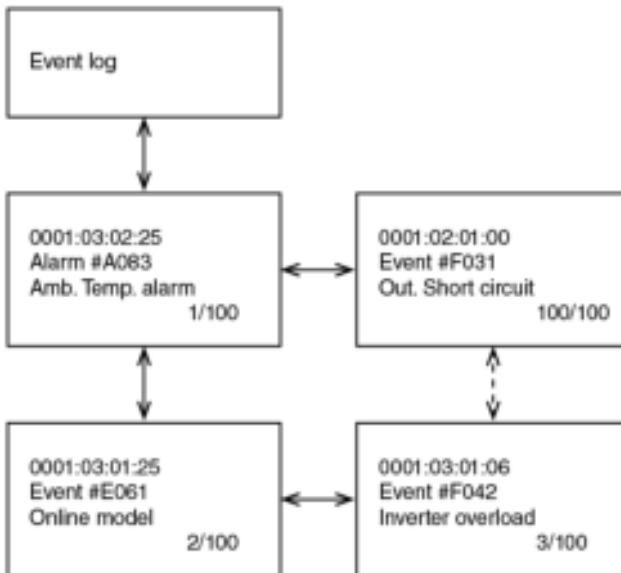 Event log
0001:03:02:25
Alarm #A083
Amb. Temp. alarm
1/100
0001:02:01:00
Event #F031
Out. Short circuit
100/100
0001:03:01:25
Event #E061
Online model
2/100
0001:03:01:06
Event #F042
Inverter overload
3/100